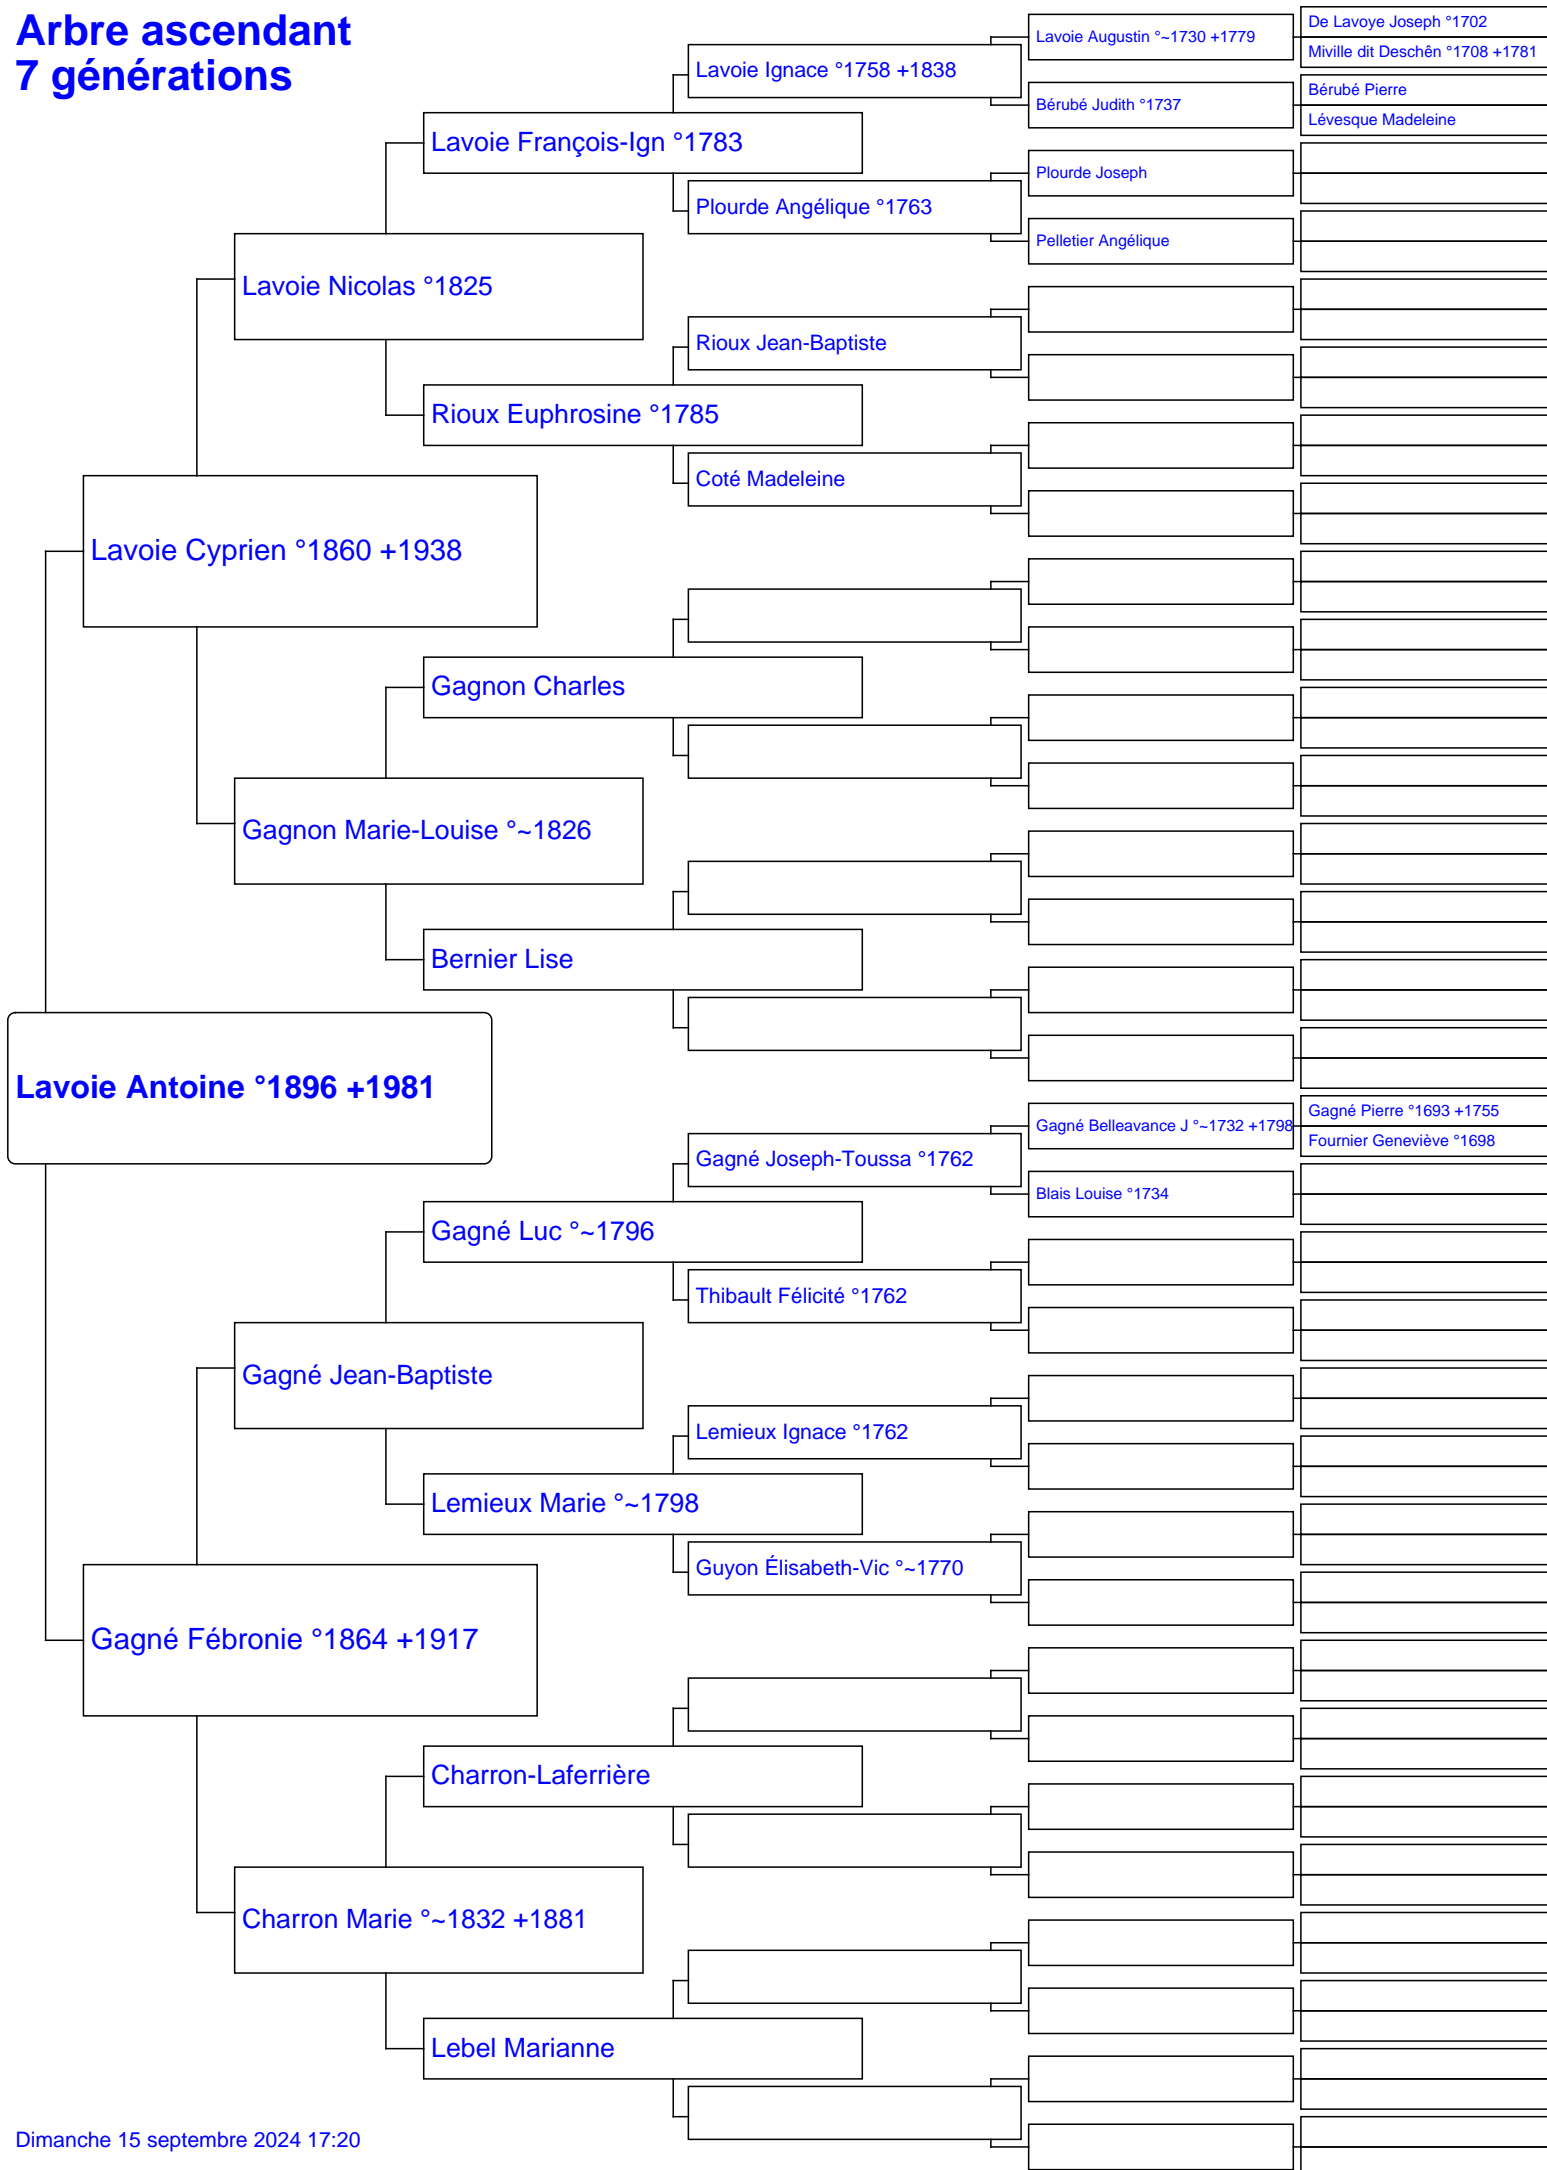 Arbre ascendant
7 générations
De Lavoye Joseph °1702
Lavoie Augustin °~1730 +1779
Miville dit Deschên °1708 +1781
Lavoie Ignace °1758 +1838
Bérubé Pierre
Bérubé Judith °1737
Lévesque Madeleine
Lavoie François-Ign °1783
Plourde Joseph
Plourde Angélique °1763
Pelletier Angélique
Lavoie Nicolas °1825
Rioux Jean-Baptiste
Rioux Euphrosine °1785
Coté Madeleine
Lavoie Cyprien °1860 +1938
Gagnon Charles
Gagnon Marie-Louise °~1826
Bernier Lise
Lavoie Antoine °1896 +1981
Gagné Pierre °1693 +1755
Gagné Belleavance J °~1732 +1798
Fournier Geneviève °1698
Gagné Joseph-Toussa °1762
Blais Louise °1734
Gagné Luc °~1796
Thibault Félicité °1762
Gagné Jean-Baptiste
Lemieux Ignace °1762
Lemieux Marie °~1798
Guyon Élisabeth-Vic °~1770
Gagné Fébronie °1864 +1917
Charron-Laferrière
Charron Marie °~1832 +1881
Lebel Marianne
Dimanche 15 septembre 2024 17:20